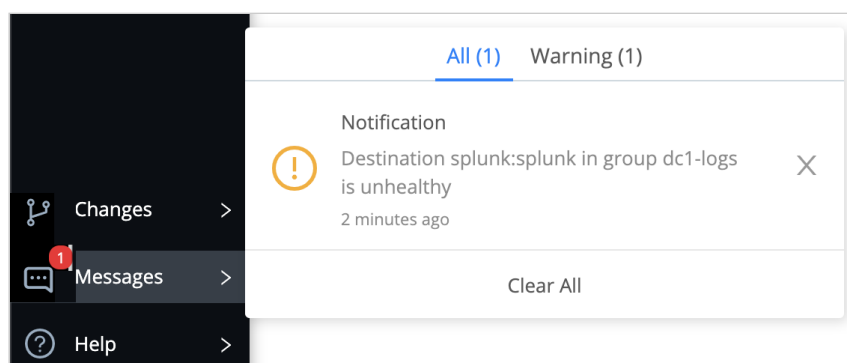 All (1) Warning (1)
Notification
Destination splunk:splunk in group dc1-logs
is unhealthy
2 minutes ago
Clear All
Changes
1
Messages
Help